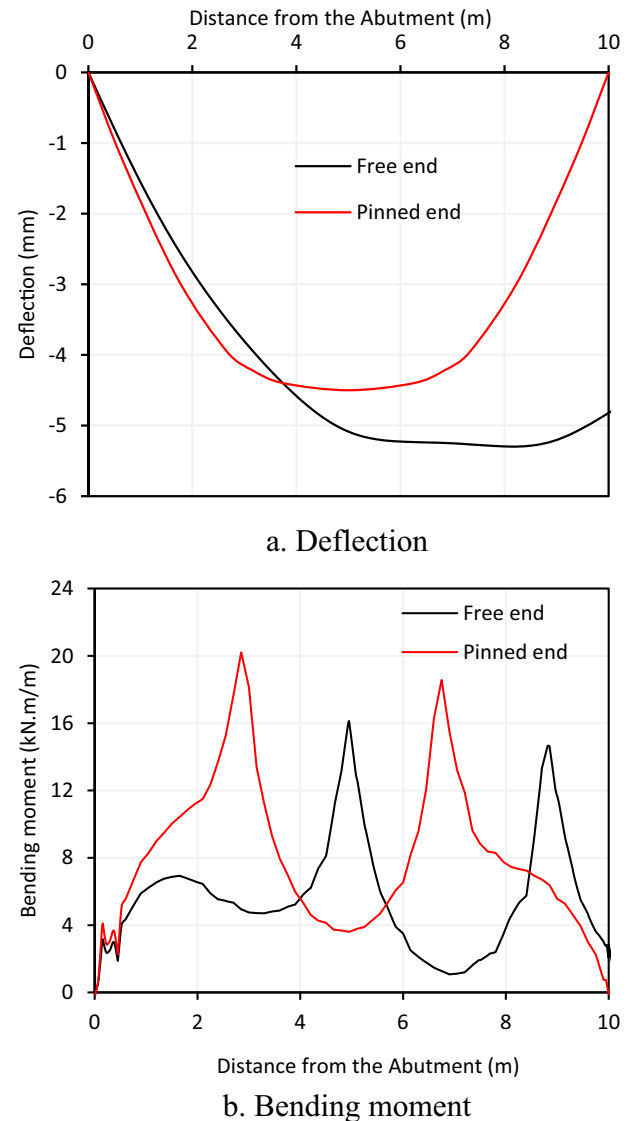 Distance from the Abutment (m)
0 2 4 6 8 10
0
-1
-2
-3
-4
-5
-6
Deflection (mm)
Free end
Pinned end
a. Deflection
24
20
16
12
8
4
0
Bending moment (kN.m/m)
Free end
Pinned end
0 2 4 6 8 10
Distance from the Abutment (m)
b. Bending moment